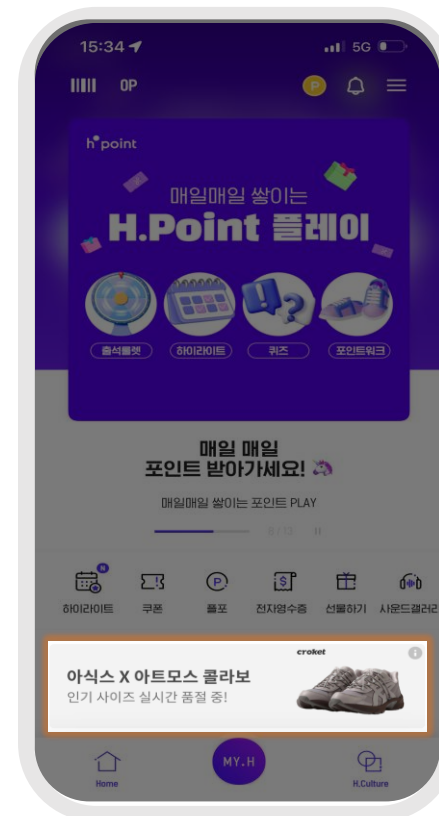 15:34
5G
OP
P
h point
매일매일 쌓이는
H.Point 플레이
출석룰렛
하이라이트
퀴즈
포인트워크
매일 매일
포인트 받아가세요!
매일매일 쌓이는 포인트 PLAY
9 / 12
N
P
$
하이라이트
쿠폰
플포
전자영수증
선물하기
사운드갤러리
croket
아식스 X 아트모스 콜라보
인기 사이즈 실시간 품절 중!
Home
MY.H
H.Culture